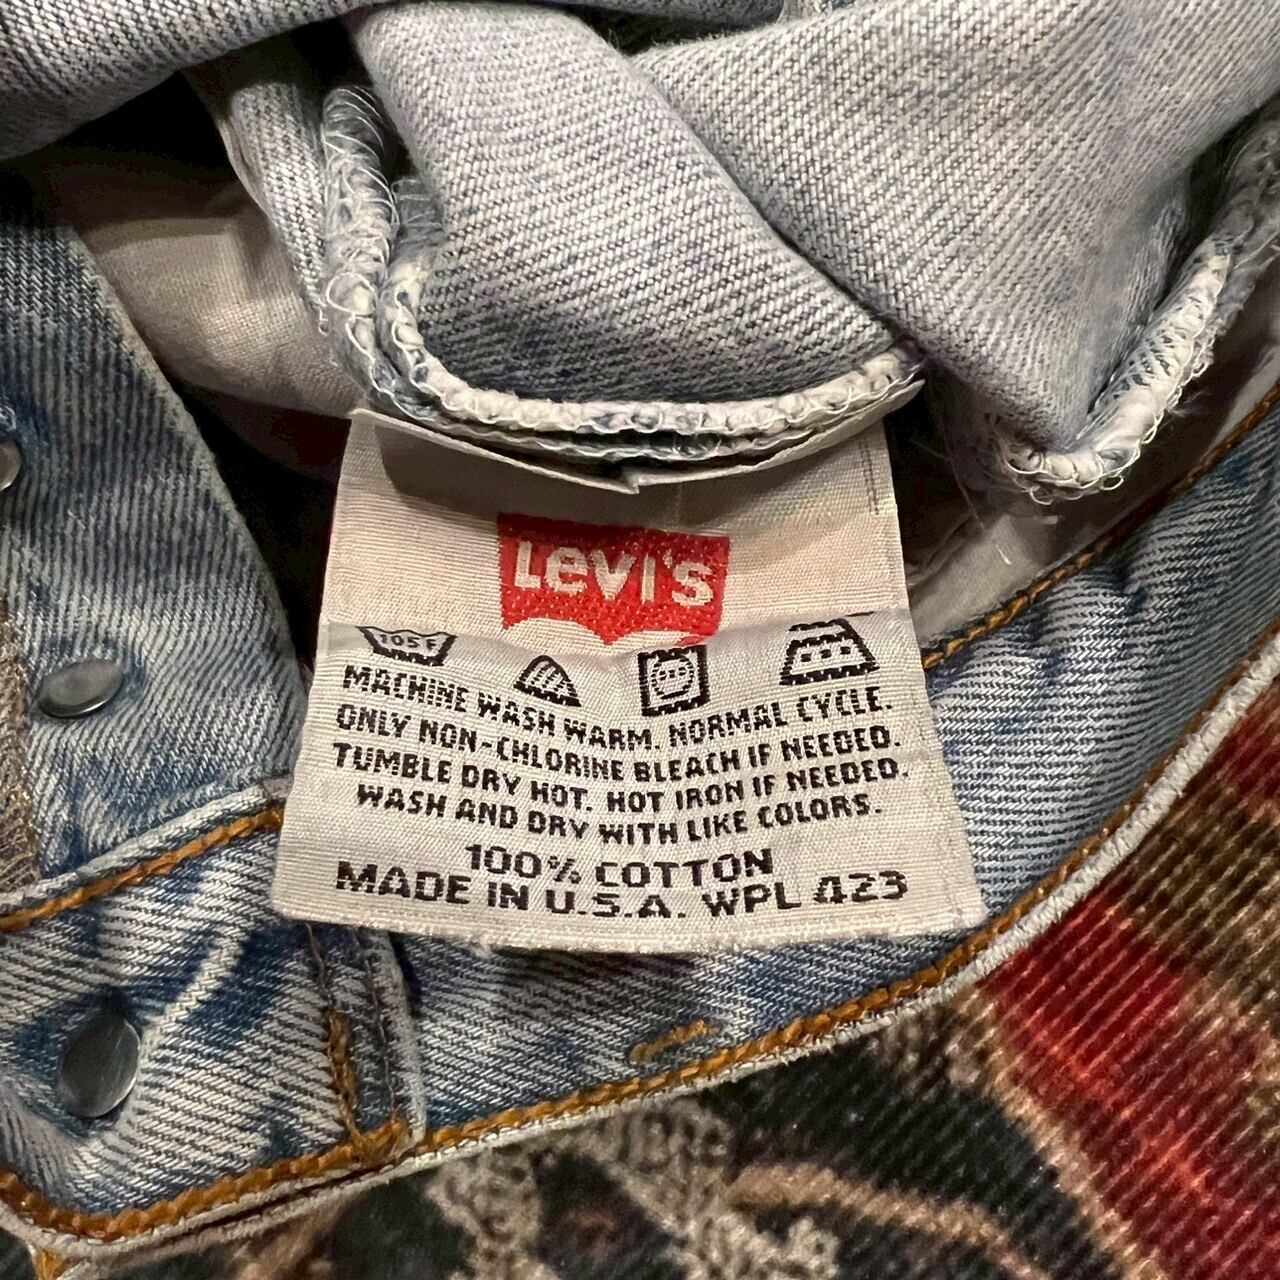 Levi's
105F
MACHINE WASH WARM. NORMAL CYCLE.
ONLY NON-CHLORINE BLEACH IF NEEDED.
TUMBLE DRY HOT. HOT IRON IF NEEDED.
WASH AND DRY WITH LIKE COLORS.
100% COTTON
MADE IN U.S.A. WPL 423